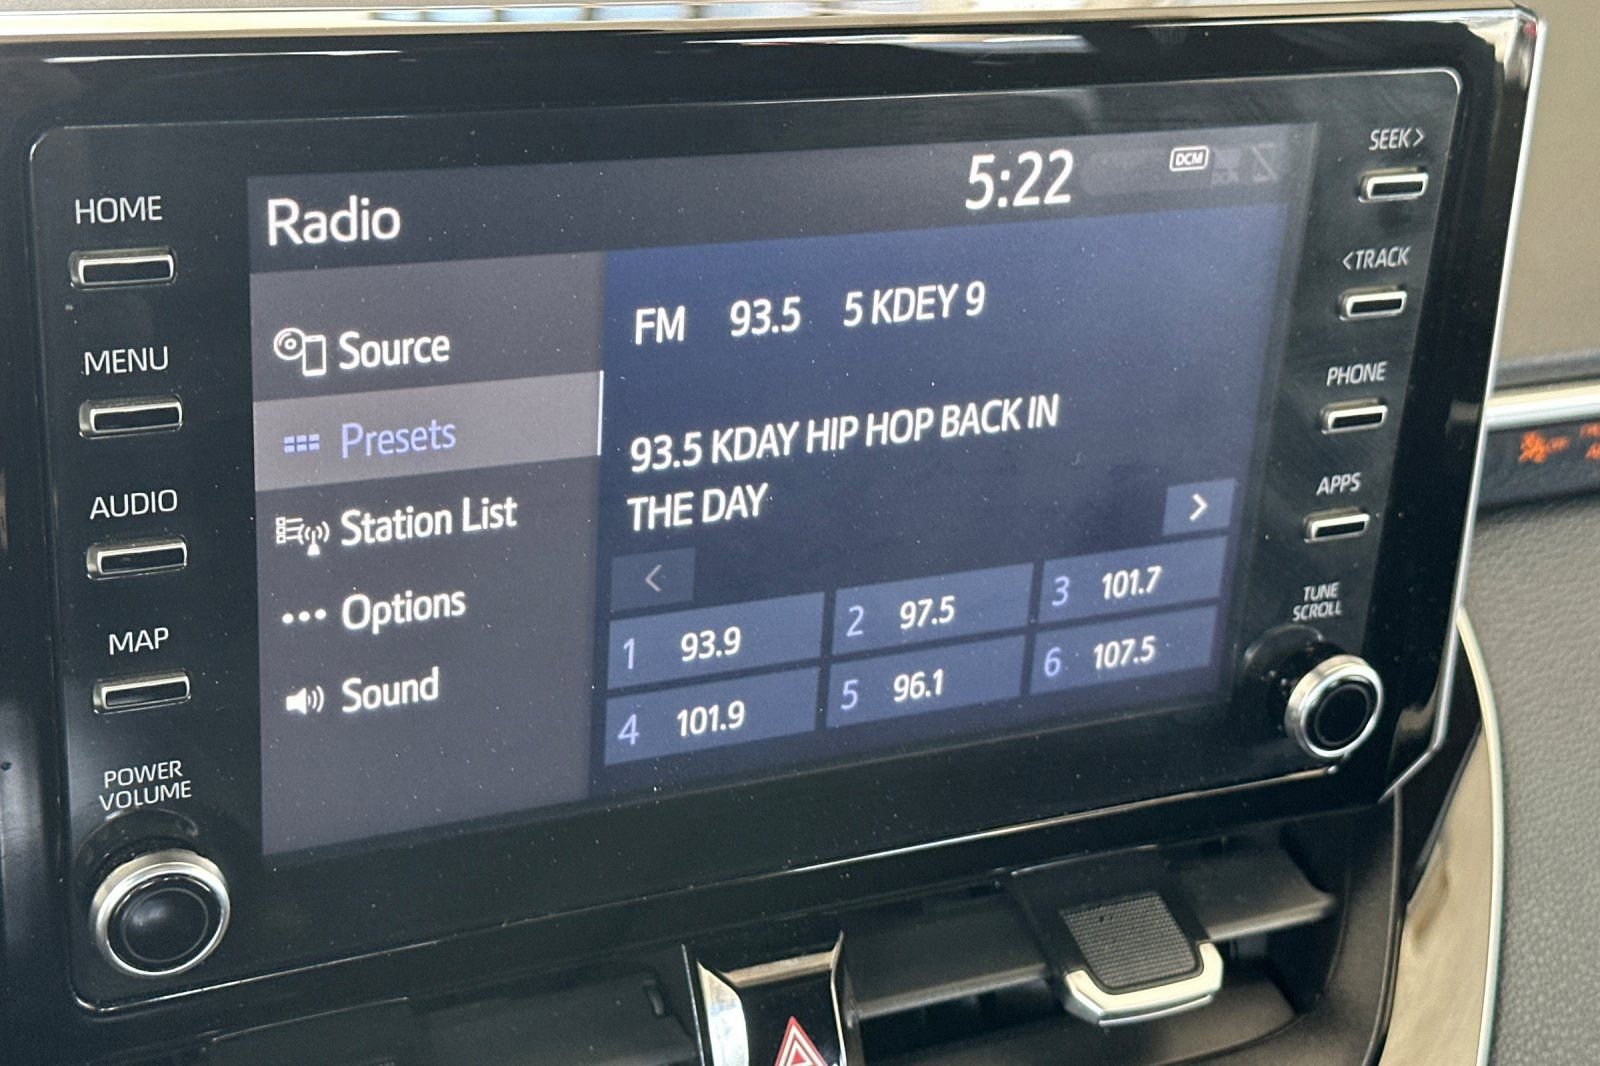 HOME
MENU
AUDIO
MAP
POWER
VOLUME
Radio
5:22
DCM
Source
Presets
Station List
Options
Sound
FM 93.5 5 KDEY 9
93.5 KDAY HIP HOP BACK IN
THE DAY
<
>
1 93.9
2 97.5
3 101.7
4 101.9
5 96.1
6 107.5
SEEK>
<TRACK
PHONE
APPS
TUNE
SCROLL